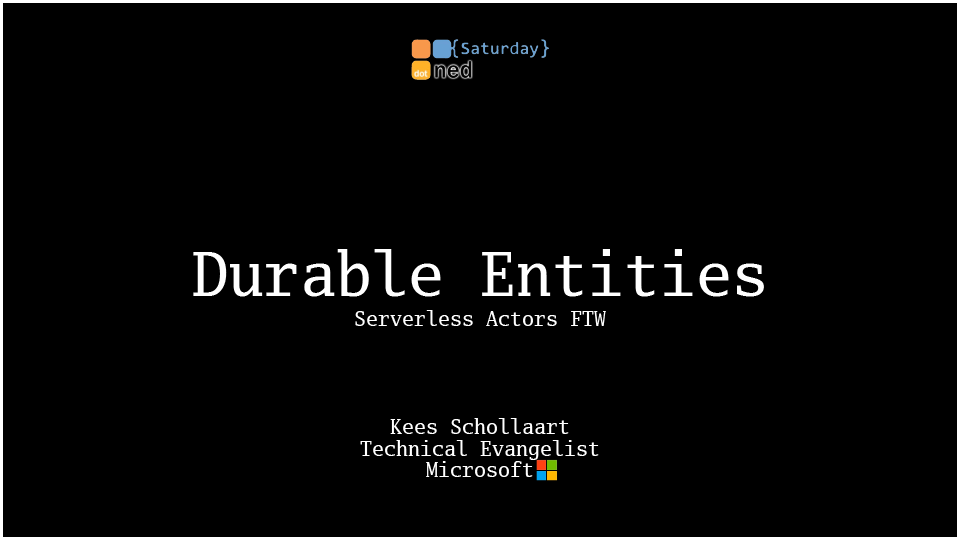 {Saturday}
dot ned
Durable Entities
Serverless Actors FTW
Kees Schollaart
Technical Evangelist
Microsoft